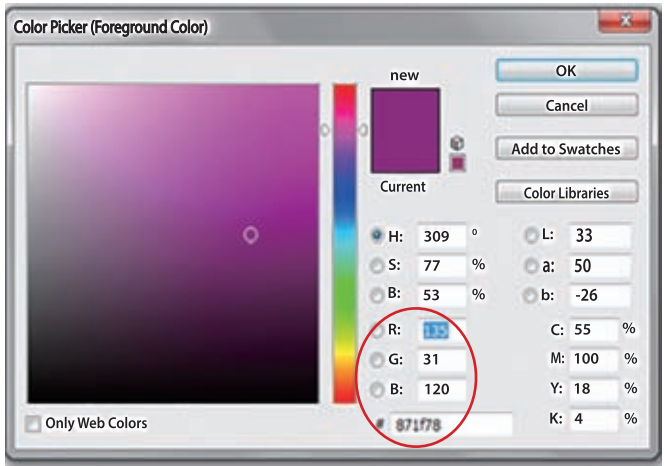 Color Picker (Foreground Color)
new
Current
OK
Cancel
Add to Swatches
Color Libraries
H: 309 °
S: 77 %
B: 53 %
R: 135
G: 31
B: 120
# 871f78
L: 33
a: 50
b: -26
C: 55 %
M: 100 %
Y: 18 %
K: 4 %
Only Web Colors